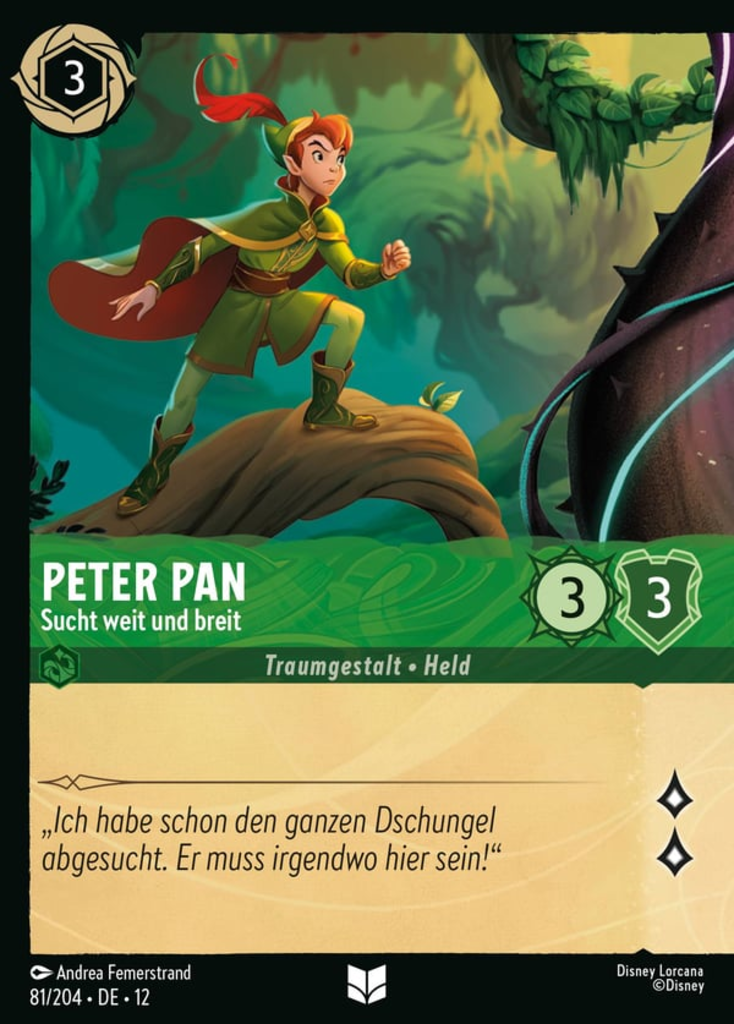 3
PETER PAN
Sucht weit und breit
3
3
Traumgestalt • Held
„Ich habe schon den ganzen Dschungel
abgesucht. Er muss irgendwo hier sein!“
Andrea Femerstrand
81/204 • DE • 12
Disney Lorcana
©Disney